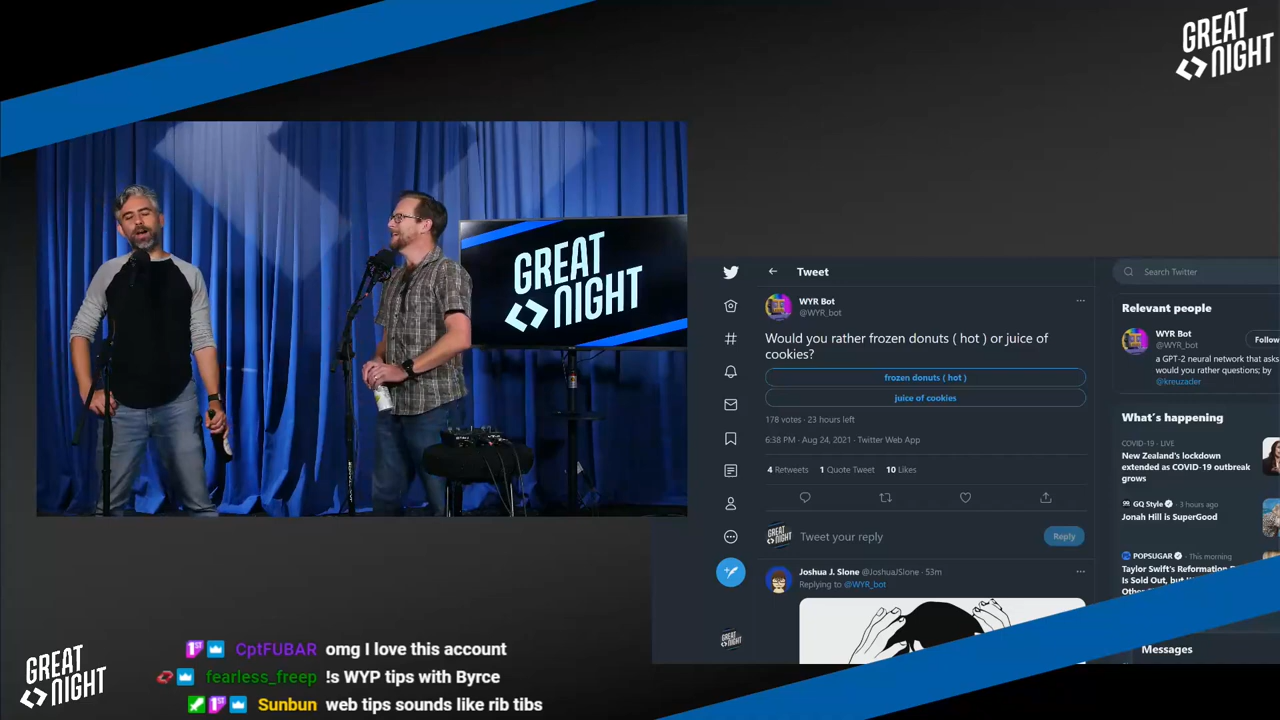 GREAT
NIGHT
GREAT
NIGHT
Tweet
Search Twitter
WYR Bot
@WYR_bot
Would you rather frozen donuts ( hot ) or juice of
cookies?
frozen donuts ( hot )
juice of cookies
178 votes · 23 hours left
6:38 PM · Aug 24, 2021 · Twitter Web App
4 Retweets 1 Quote Tweet 10 Likes
GREAT
NIGHT
Tweet your reply
Reply
Joshua J. Slone @JoshuaJSlone · 53m
Replying to @WYR_bot
Relevant people
WYR Bot
@WYR_bot
Follow
a GPT-2 neural network that asks
would you rather questions; by
@kreuzader
What's happening
COVID-19 · LIVE
New Zealand's lockdown
extended as COVID-19 outbreak
grows
GQ Style · 3 hours ago
Jonah Hill is SuperGood
POPSUGAR · This morning
Taylor Swift's Reformation
Is Sold Out, but
Other
Messages
GREAT
NIGHT
1ST CptFUBAR omg I love this account
fearless_freep !s WYP tips with Byrce
1ST Sunbun web tips sounds like rib tibs